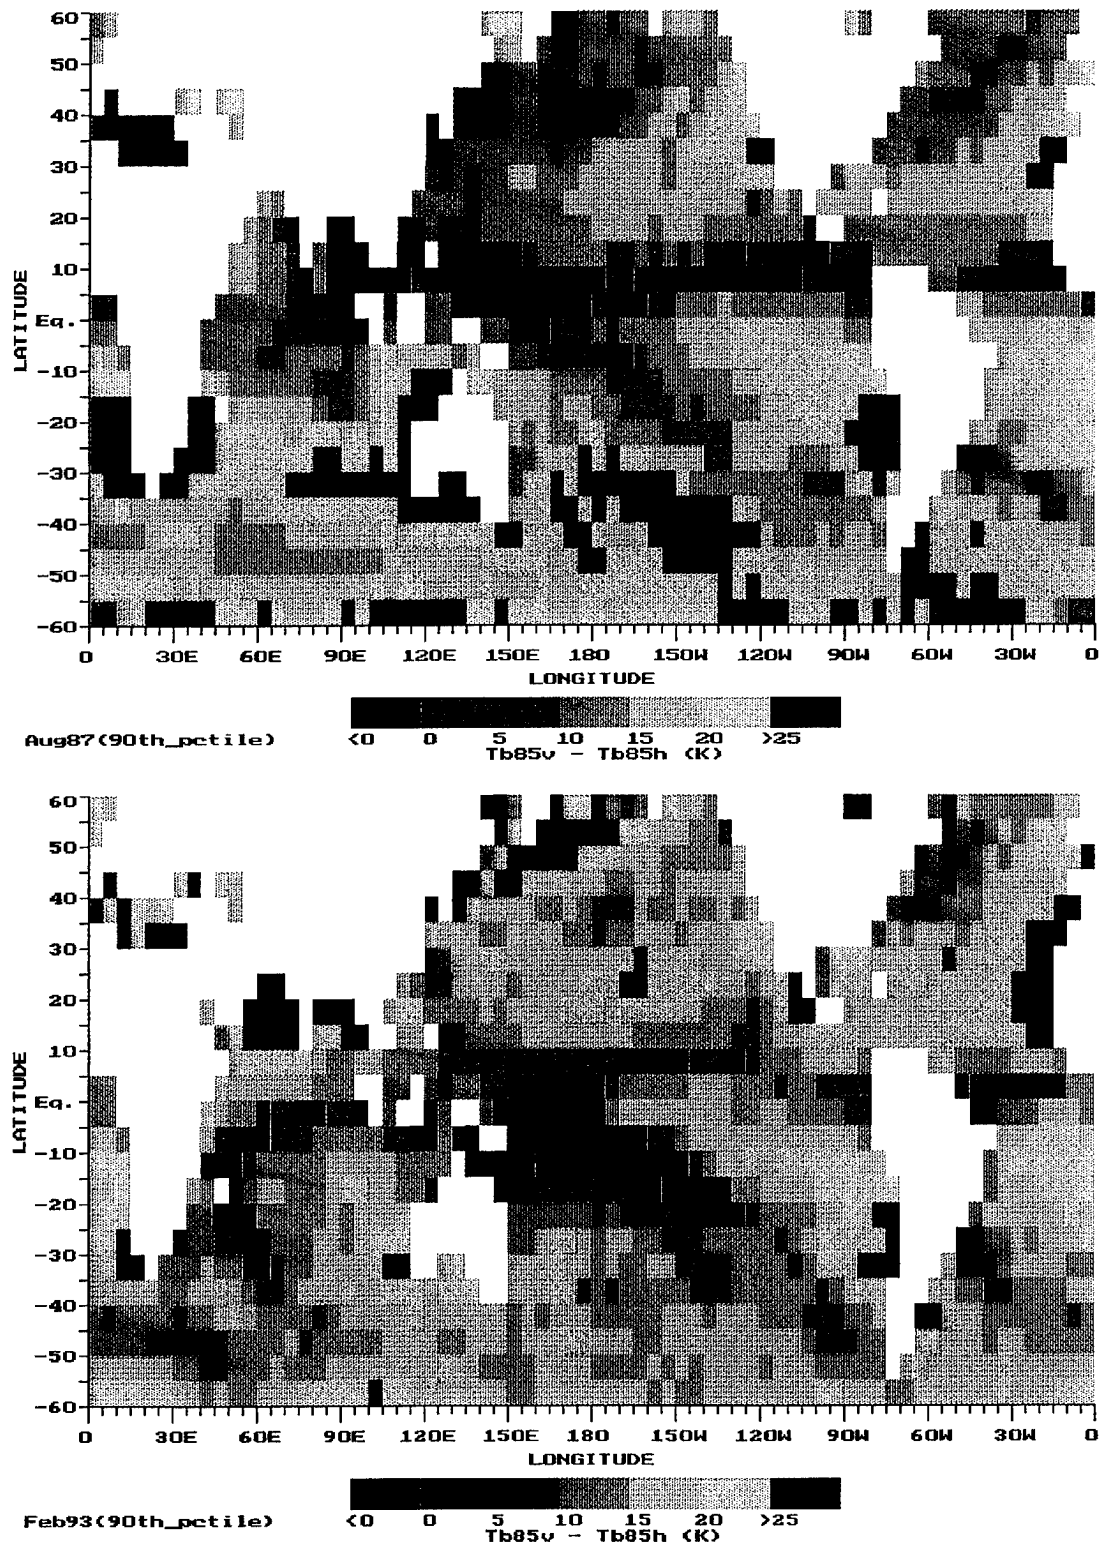 60
50
40
30
20
10
Eq.
-10
-20
-30
-40
-50
-60
LATITUDE
0 30E 60E 90E 120E 150E 180 150W 120W 90W 60W 30W 0
LONGITUDE
Aug87(90th_pctile)
<0 0 5 10 15 20 >25
Tb85v - Tb85h (K)
60
50
40
30
20
10
Eq.
-10
-20
-30
-40
-50
-60
LATITUDE
0 30E 60E 90E 120E 150E 180 150W 120W 90W 60W 30W 0
LONGITUDE
Feb93(90th_pctile)
<0 0 5 10 15 20 >25
Tb85v - Tb85h (K)